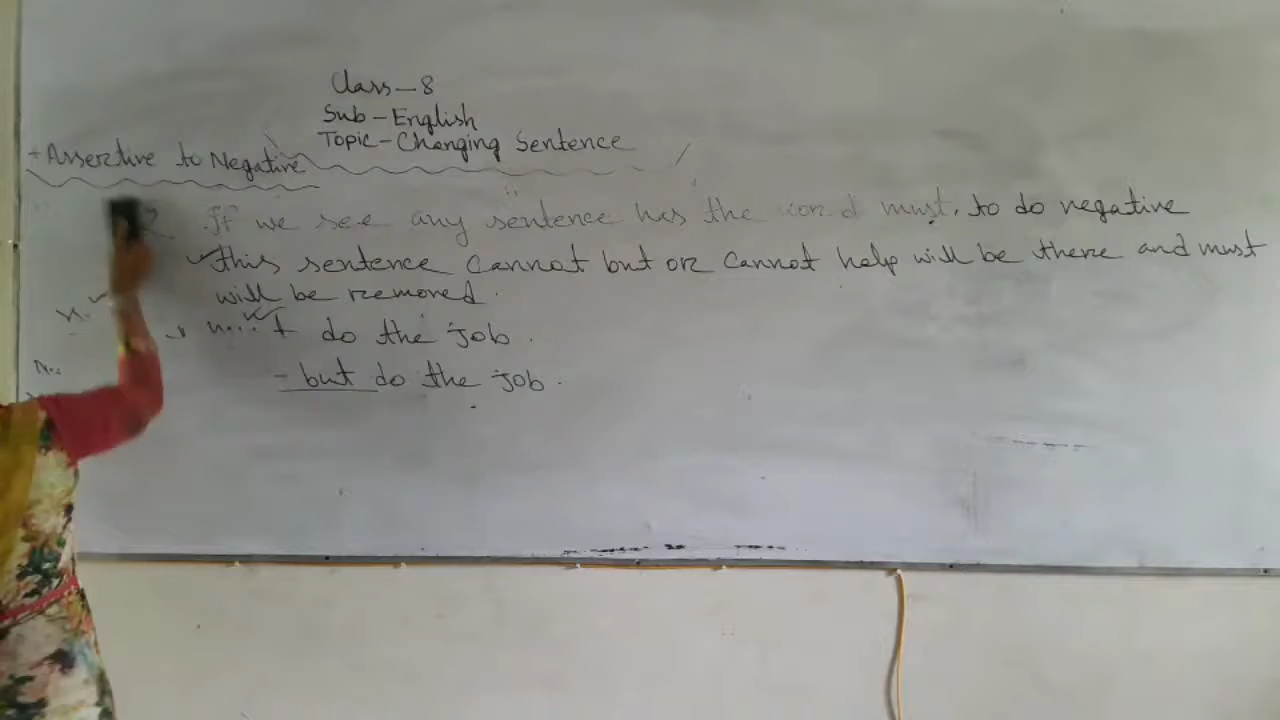 Class-8
Sub-English
Topic-Changing Sentence
Assertive to Negative
If we see any sentence has the must, to do negative
this sentence cannot but or cannot help will be there and must
will be removed.
do the job.
- but do the job.